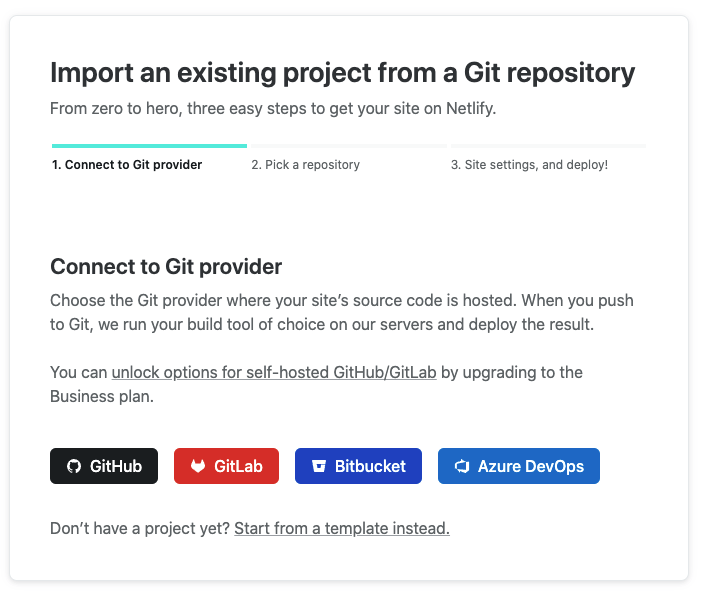 Import an existing project from a Git repository
From zero to hero, three easy steps to get your site on Netlify.
1. Connect to Git provider
2. Pick a repository
3. Site settings, and deploy!
Connect to Git provider
Choose the Git provider where your site’s source code is hosted. When you push
to Git, we run your build tool of choice on our servers and deploy the result.
You can unlock options for self-hosted GitHub/GitLab by upgrading to the
Business plan.
GitHub
GitLab
Bitbucket
Azure DevOps
Don’t have a project yet? Start from a template instead.